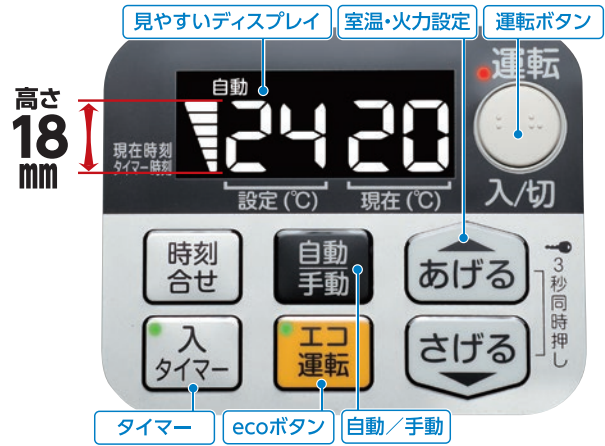 見やすいディスプレイ
室温・火力設定
運転ボタン
運転
自動
高さ
18
mm
24 20
現在時刻
タイマー時刻
設定(℃)
現在(℃)
入/切
時刻
合せ
自動
手動
あげる
3秒同時押し
入
タイマー
エコ
運転
さげる
タイマー
ecoボタン
自動／手動